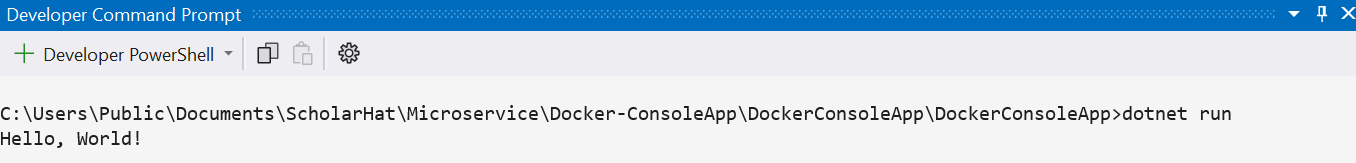 Developer Command Prompt
Developer PowerShell
C:\Users\Public\Documents\ScholarHat\Microservice\Docker-ConsoleApp\DockerConsoleApp\DockerConsoleApp>dotnet run
Hello, World!